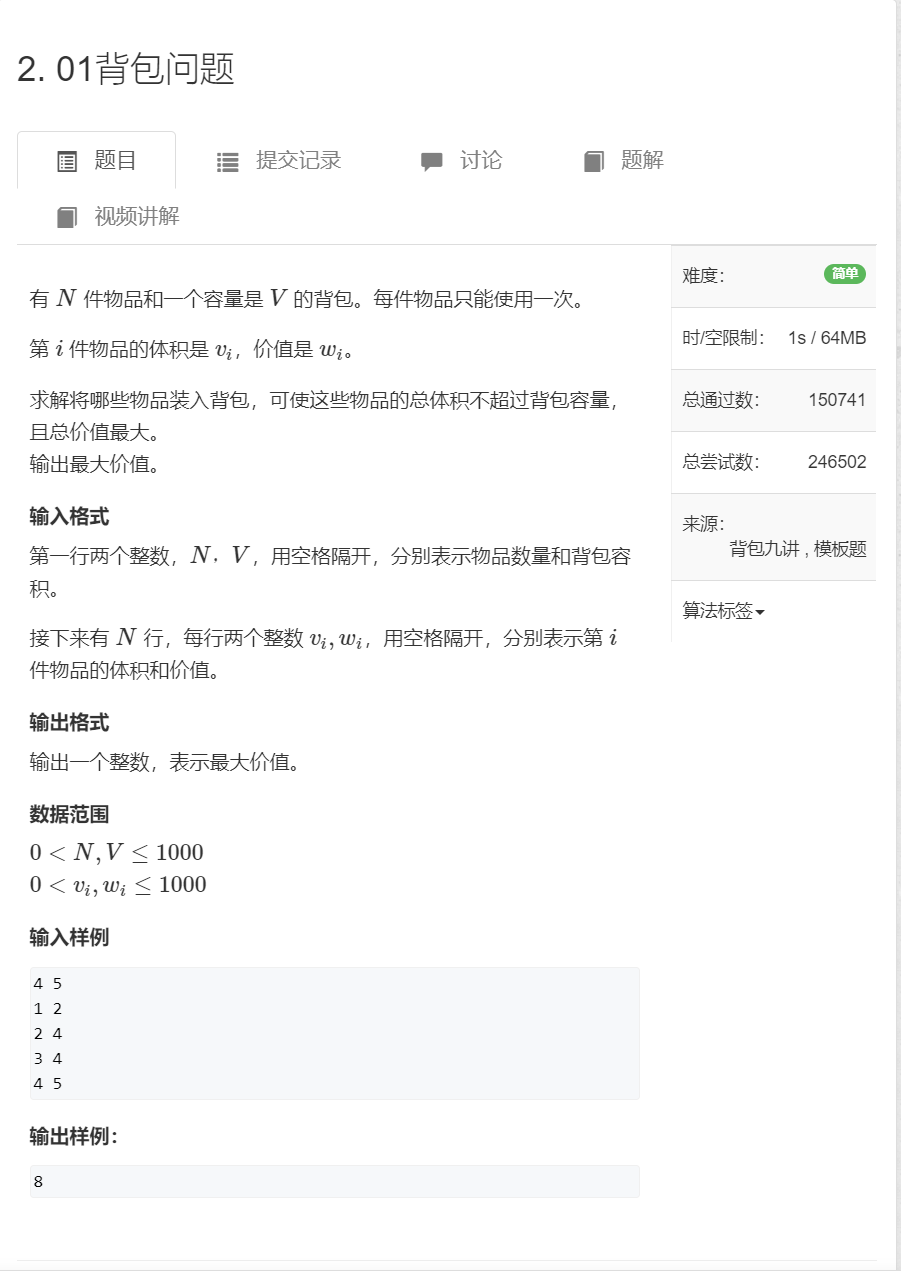 2. 01背包问题
题目
提交记录
讨论
题解
视频讲解
有 N 件物品和一个容量是 V 的背包。每件物品只能使用一次。
第 i 件物品的体积是 vi，价值是 wi。
求解将哪些物品装入背包，可使这些物品的总体积不超过背包容量，
且总价值最大。
输出最大价值。
输入格式
第一行两个整数，N，V，用空格隔开，分别表示物品数量和背包容
积。
接下来有 N 行，每行两个整数 vi, wi，用空格隔开，分别表示第 i
件物品的体积和价值。
输出格式
输出一个整数，表示最大价值。
数据范围
0 < N, V ≤ 1000
0 < vi, wi ≤ 1000
输入样例
4 5
1 2
2 4
3 4
4 5
输出样例：
8
难度： 简单
时/空限制： 1s / 64MB
总通过数： 150741
总尝试数： 246502
来源：
背包九讲 , 模板题
算法标签